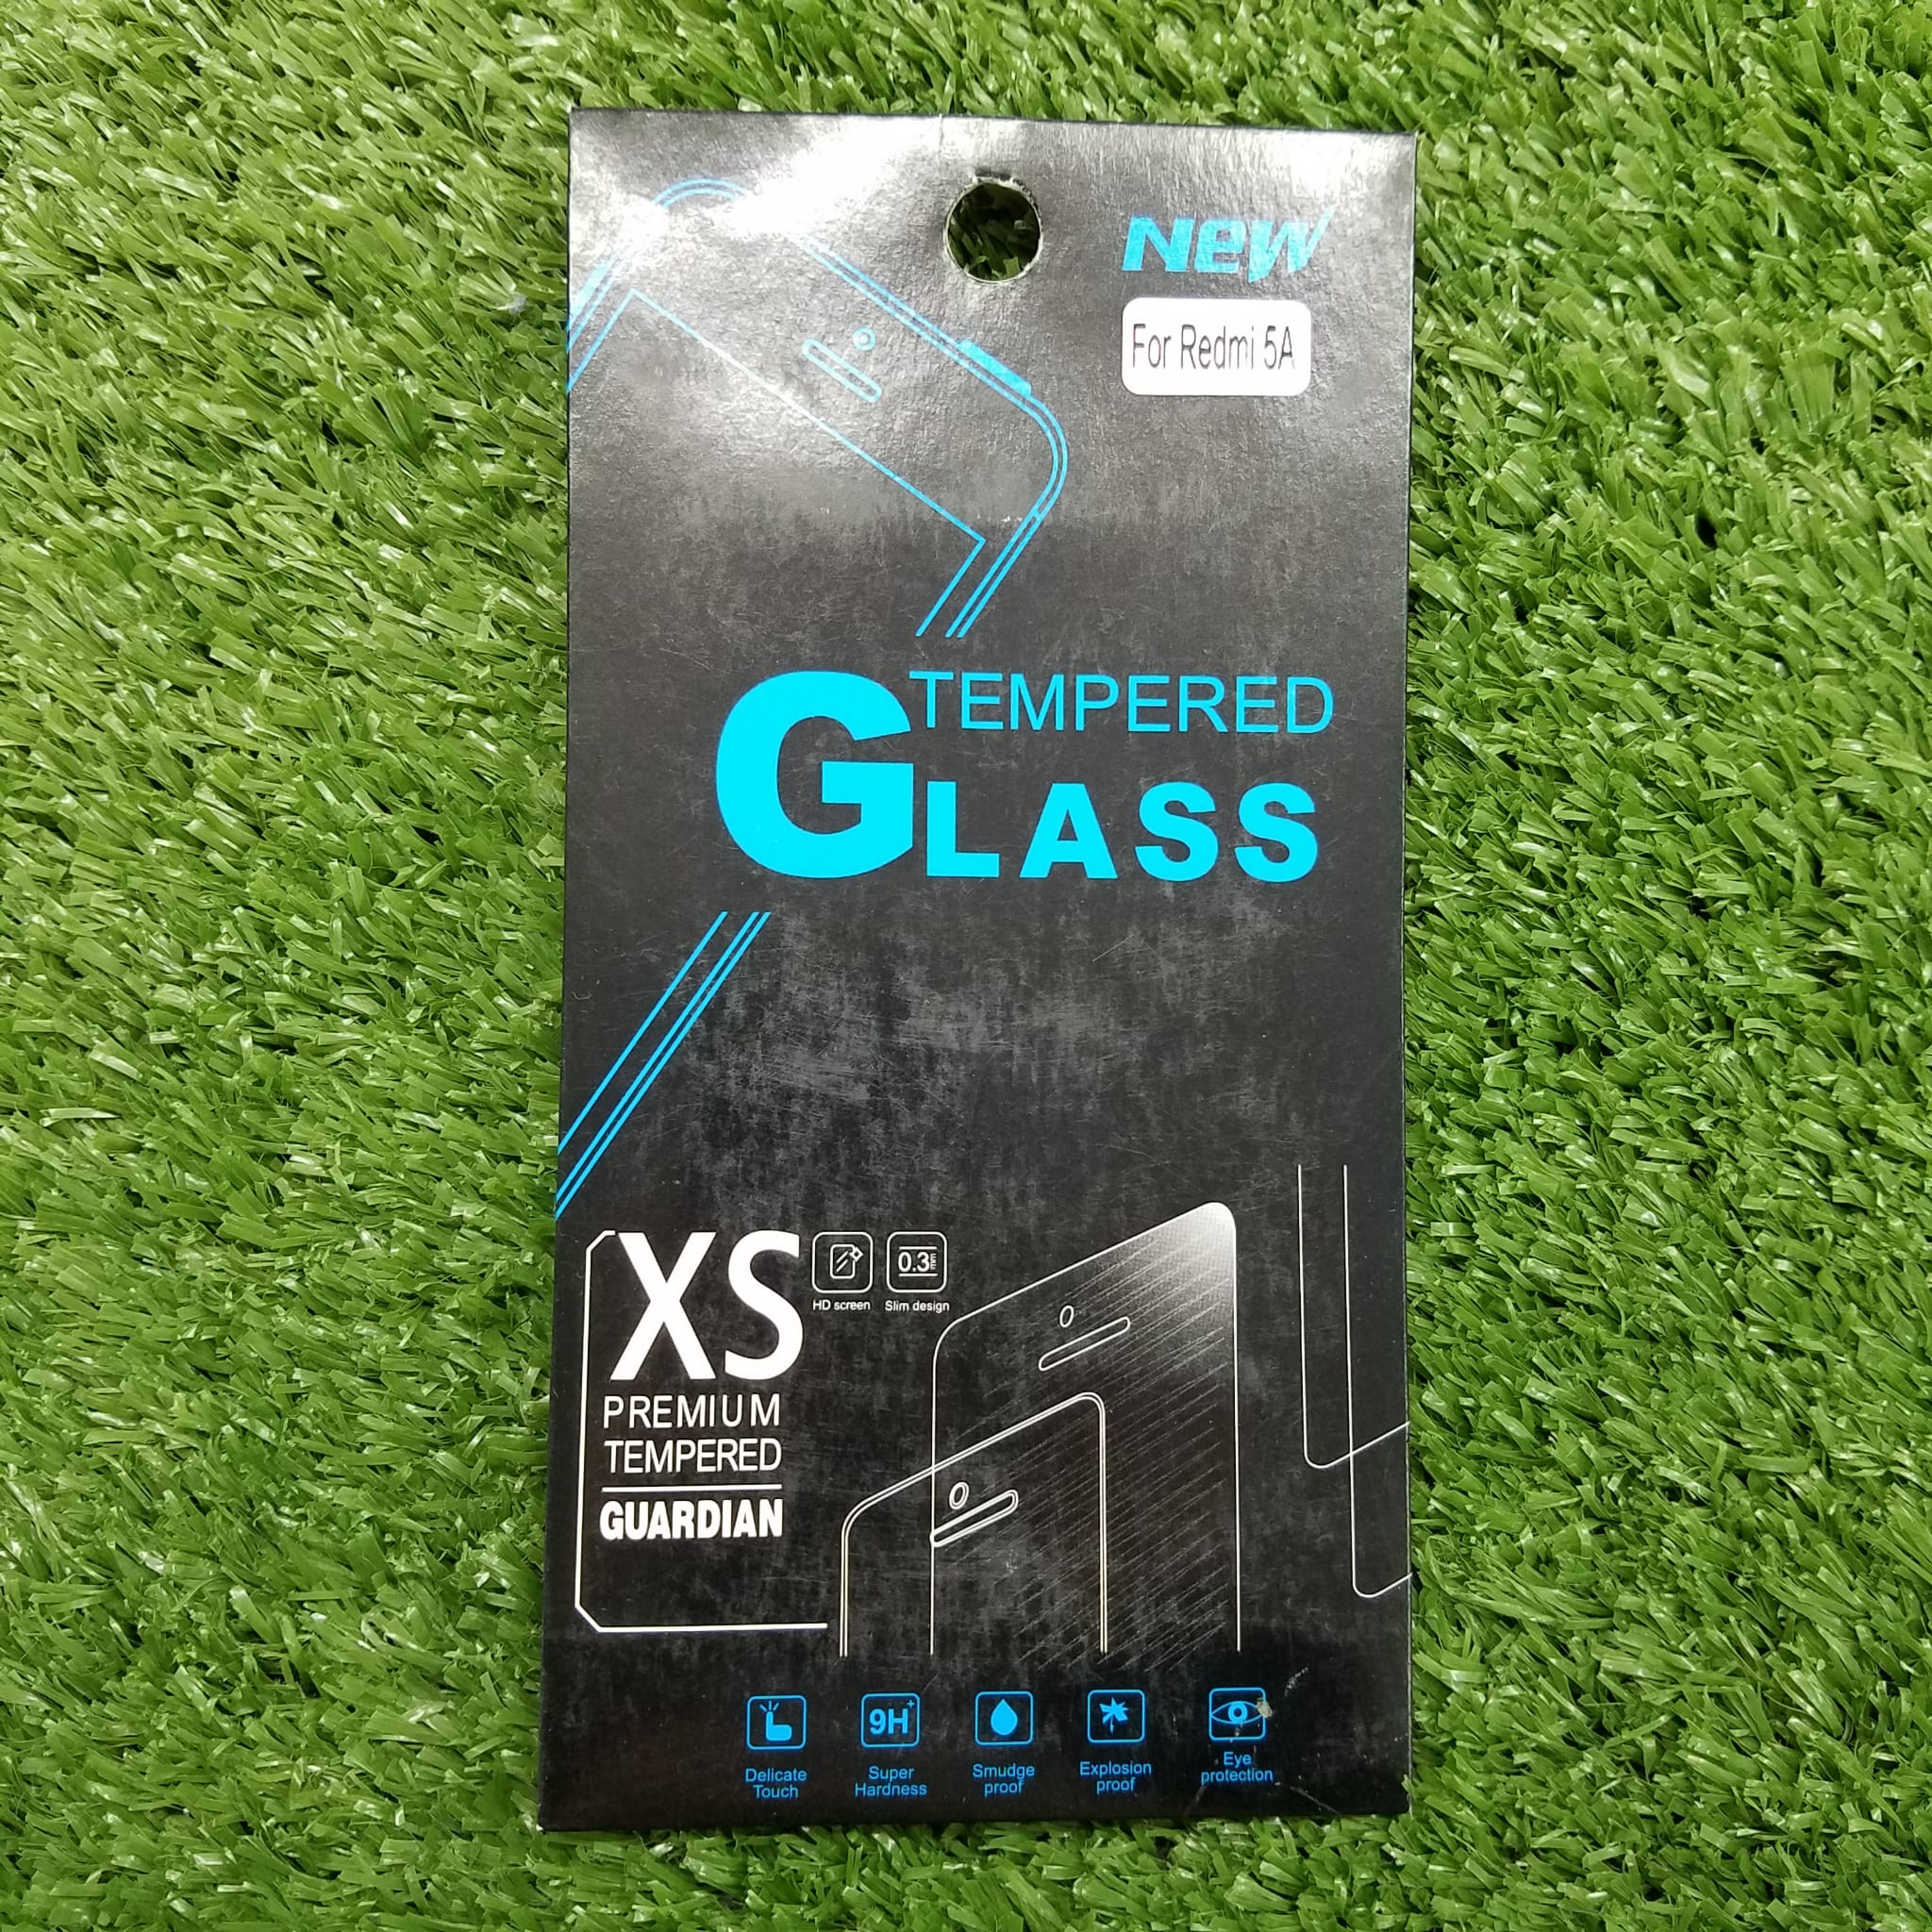 New
For Redmi 5A
TEMPERED
GLASS
XS
HD screen
0.3mm
Slim design
PREMIUM
TEMPERED
GUARDIAN
Delicate
Touch
9H+
Super
Hardness
Smudge
proof
Explosion
proof
Eye
protection